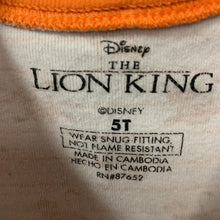 Disney
THE
LION KING
©DISNEY
5T
WEAR SNUG-FITTING,
NOT FLAME RESISTANT
MADE IN CAMBODIA
HECHO EN CAMBODIA
RN#87652